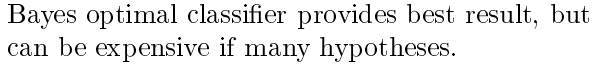 Bayes optimal classifier provides best result, but
can be expensive if many hypotheses.